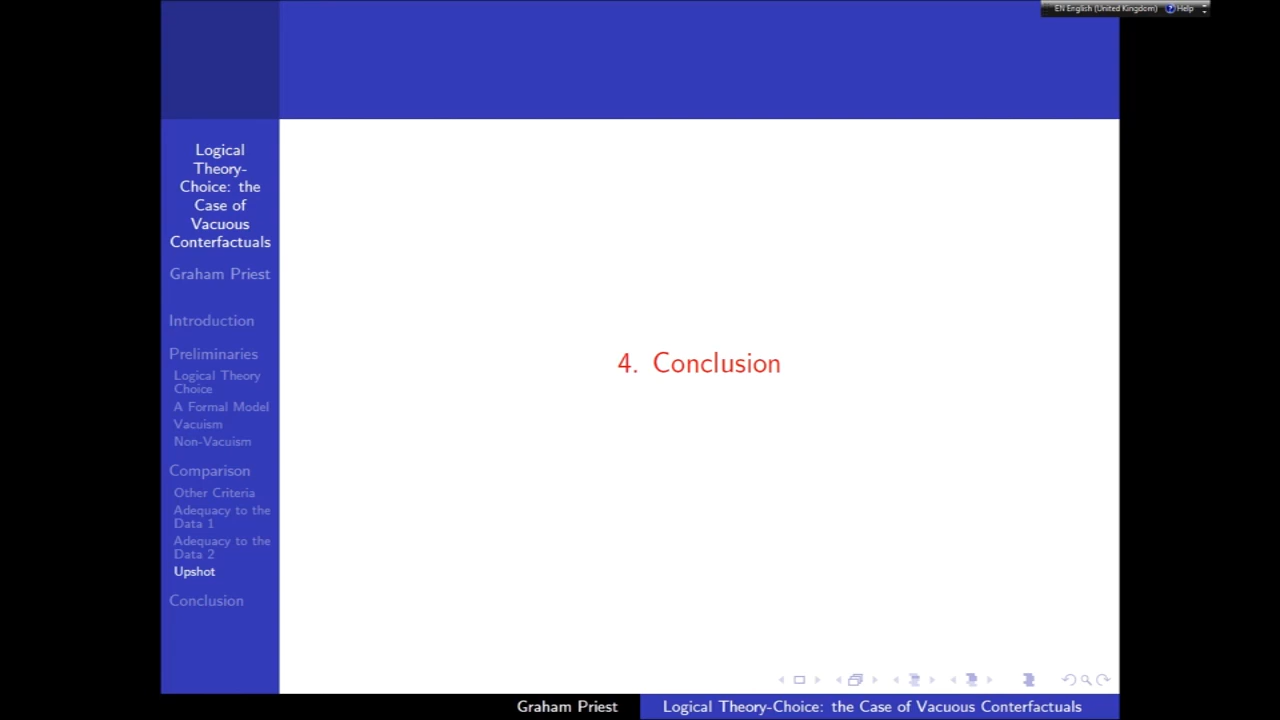 EN English (United Kingdom) Help
Logical
Theory-
Choice: the
Case of
Vacuous
Conterfactuals
Graham Priest
Introduction
Preliminaries
Logical Theory
Choice
A Formal Model
Vacuism
Non-Vacuism
Comparison
Other Criteria
Adequacy to the
Data 1
Adequacy to the
Data 2
Upshot
Conclusion
4. Conclusion
Graham Priest
Logical Theory-Choice: the Case of Vacuous Conterfactuals